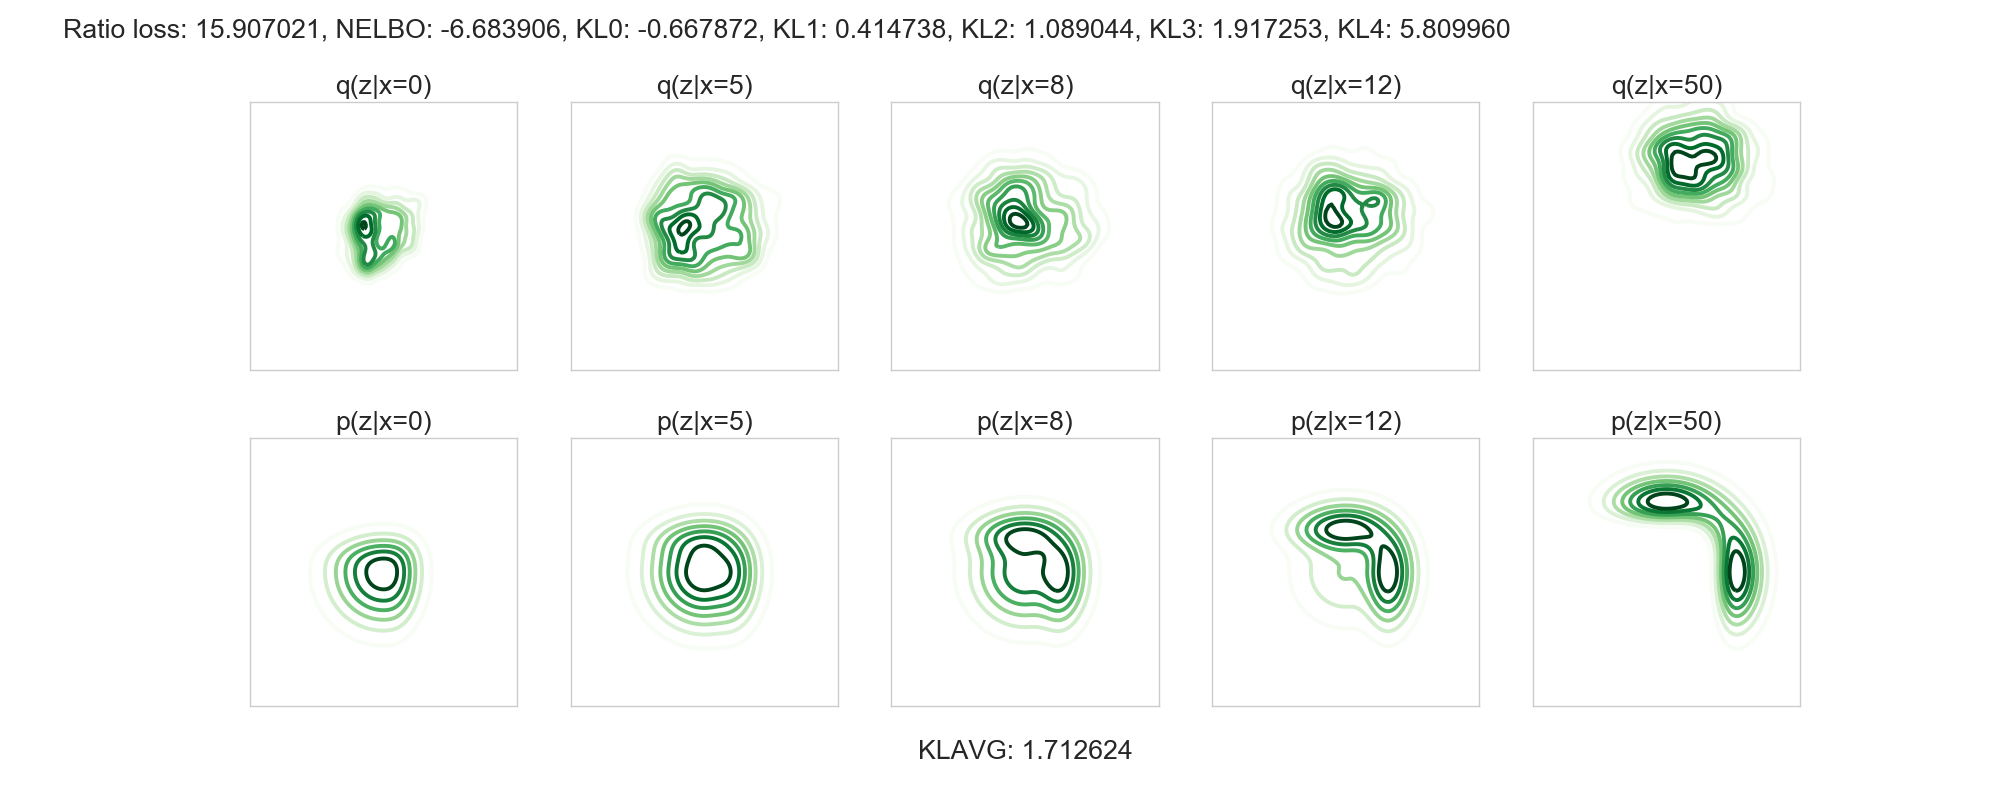 Ratio loss: 15.907021, NELBO: -6.683906, KL0: -0.667872, KL1: 0.414738, KL2: 1.089044, KL3: 1.917253, KL4: 5.809960
q(z|x=0) q(z|x=5) q(z|x=8) q(z|x=12) q(z|x=50)
p(z|x=0) p(z|x=5) p(z|x=8) p(z|x=12) p(z|x=50)
KLAVG: 1.712624